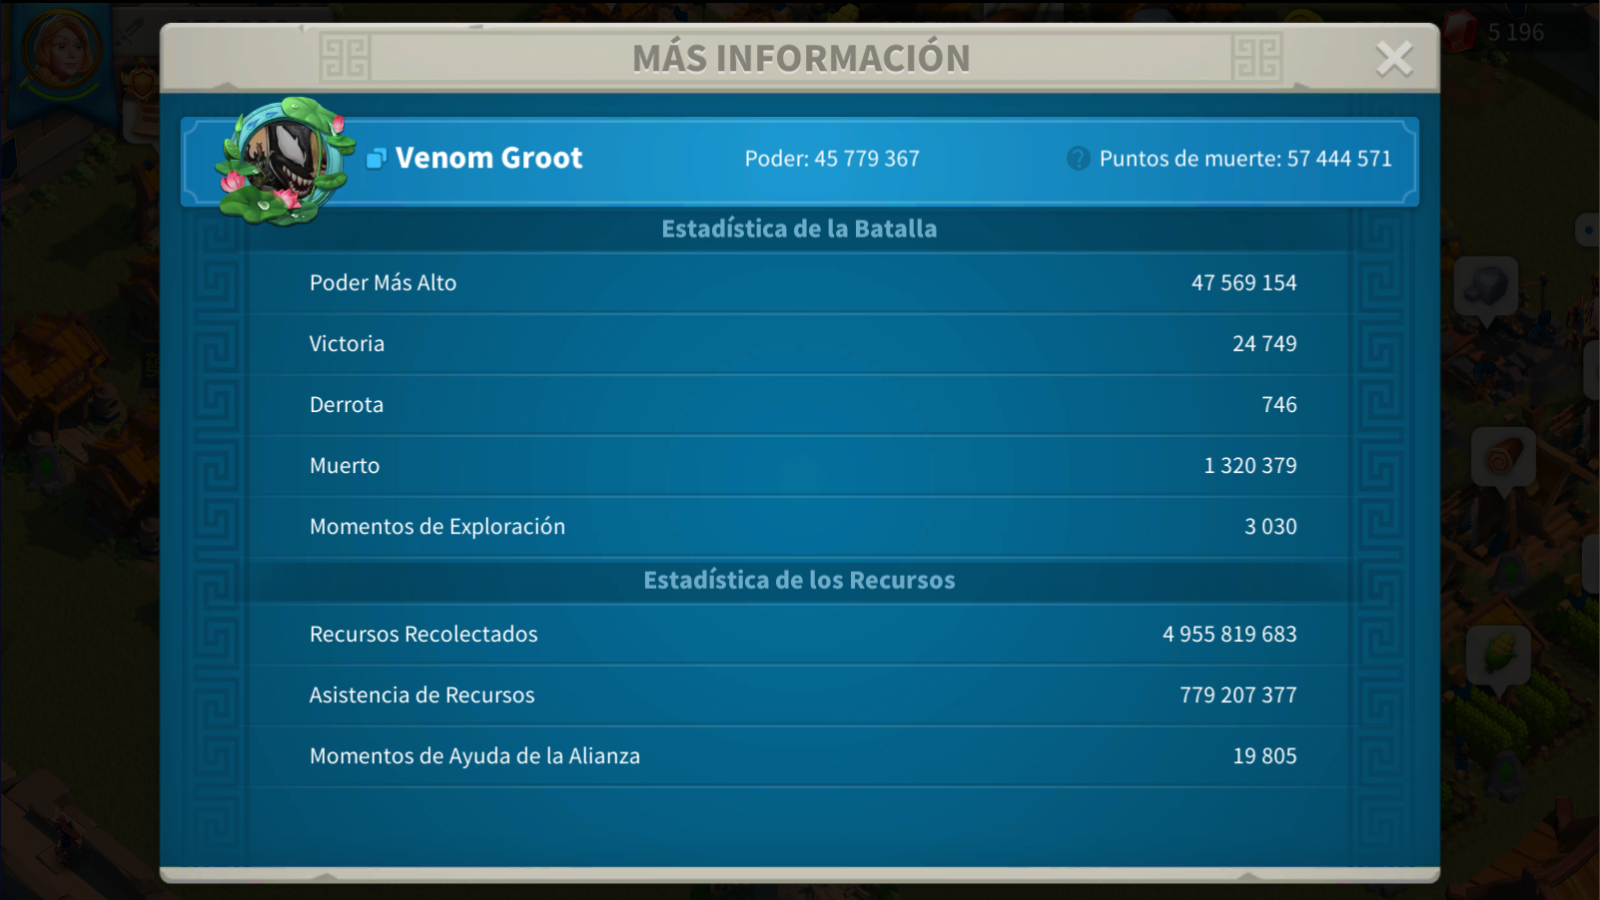 MÁS INFORMACIÓN
5 196
Venom Groot
Poder: 45 779 367
? Puntos de muerte: 57 444 571
Estadística de la Batalla
Poder Más Alto 47 569 154
Victoria 24 749
Derrota 746
Muerto 1 320 379
Momentos de Exploración 3 030
Estadística de los Recursos
Recursos Recolectados 4 955 819 683
Asistencia de Recursos 779 207 377
Momentos de Ayuda de la Alianza 19 805